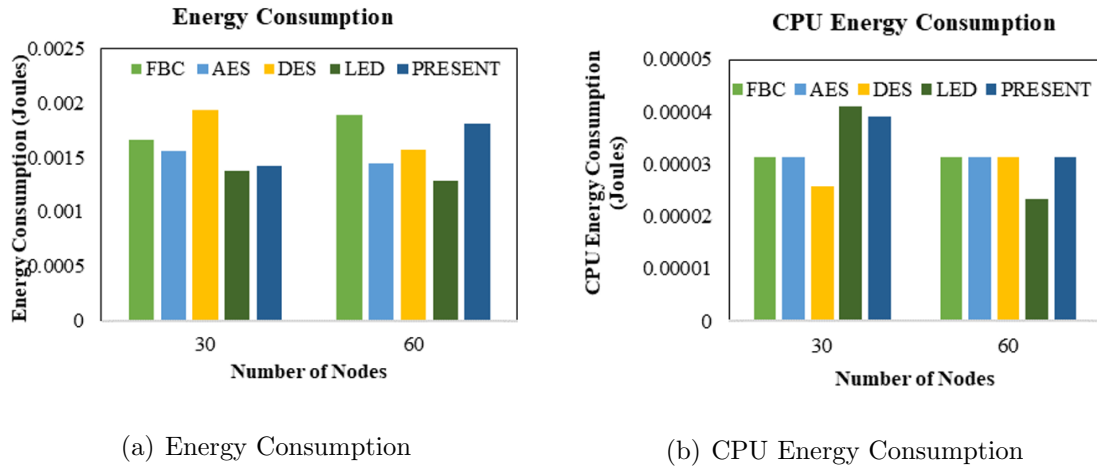 Energy Consumption
0.0025
FBC AES DES LED PRESENT
0.002
0.0015
0.001
0.0005
0
Energy Consumption (Joules)
30 60
Number of Nodes
(a) Energy Consumption
CPU Energy Consumption
0.00005
FBC AES DES LED PRESENT
0.00004
0.00003
0.00002
0.00001
0
CPU Energy Consumption
(Joules)
30 60
Number of Nodes
(b) CPU Energy Consumption